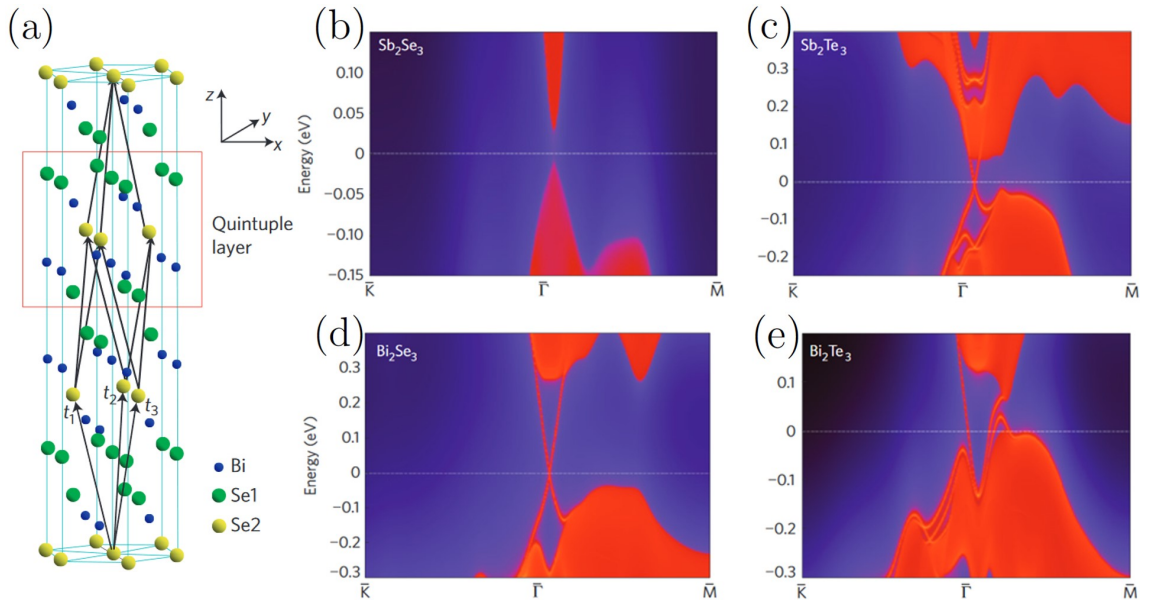 (a)
z
y
x
Quintuple
layer
t₁
t₂
t₃
Bi
Se1
Se2
(b)
Sb₂Se₃
Energy (eV)
0.10
0.05
0
−0.05
−0.10
−0.15
K̄
Γ̄
M̄
(c)
Sb₂Te₃
0.3
0.2
0.1
0
−0.1
−0.2
K̄
Γ̄
M̄
(d)
Bi₂Se₃
Energy (eV)
0.3
0.2
0.1
0
−0.1
−0.2
−0.3
K̄
Γ̄
M̄
(e)
Bi₂Te₃
0.1
0
−0.1
−0.2
−0.3
K̄
Γ̄
M̄